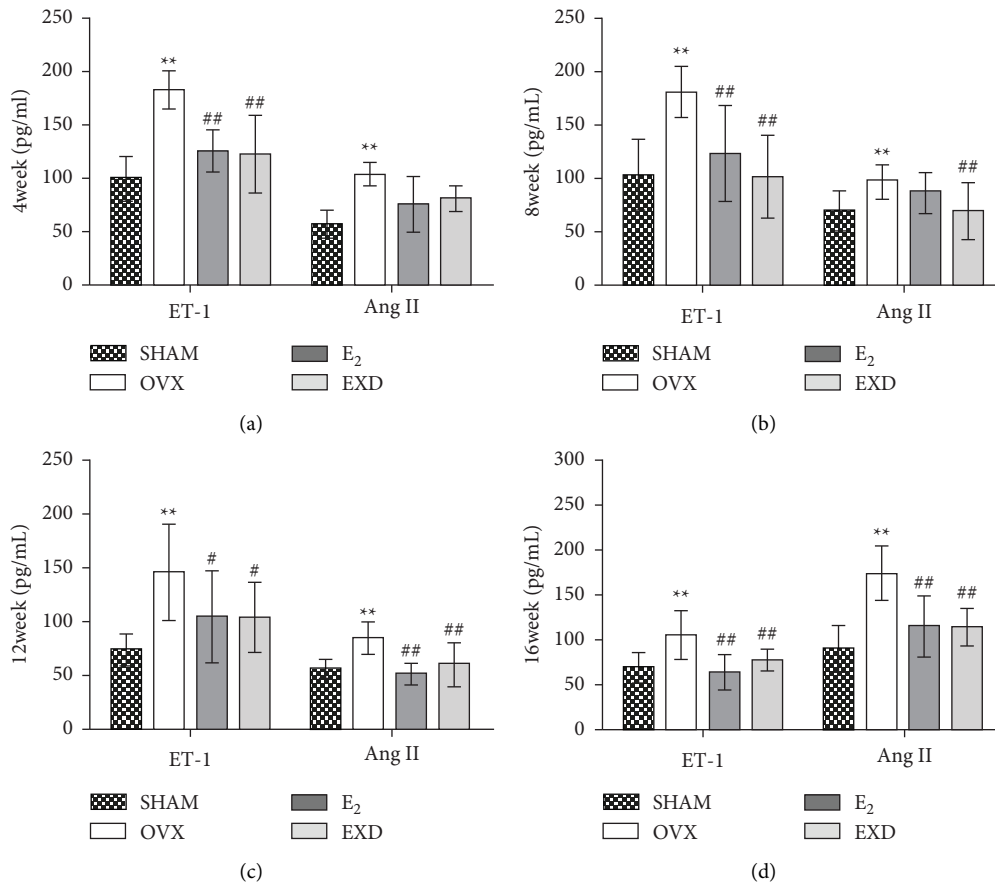 250
200
150
100
50
0
4week (pg/ml)
**
##
##
**
ET-1
Ang II
SHAM
E₂
OVX
EXD
(a)
250
200
150
100
50
0
8week (pg/mL)
**
##
##
**
##
ET-1
Ang II
SHAM
E₂
OVX
EXD
(b)
250
200
150
100
50
0
12week (pg/mL)
**
#
#
**
##
##
ET-1
Ang II
SHAM
E₂
OVX
EXD
(c)
300
250
200
150
100
50
0
16week (pg/mL)
**
##
##
**
##
##
ET-1
Ang II
SHAM
E₂
OVX
EXD
(d)